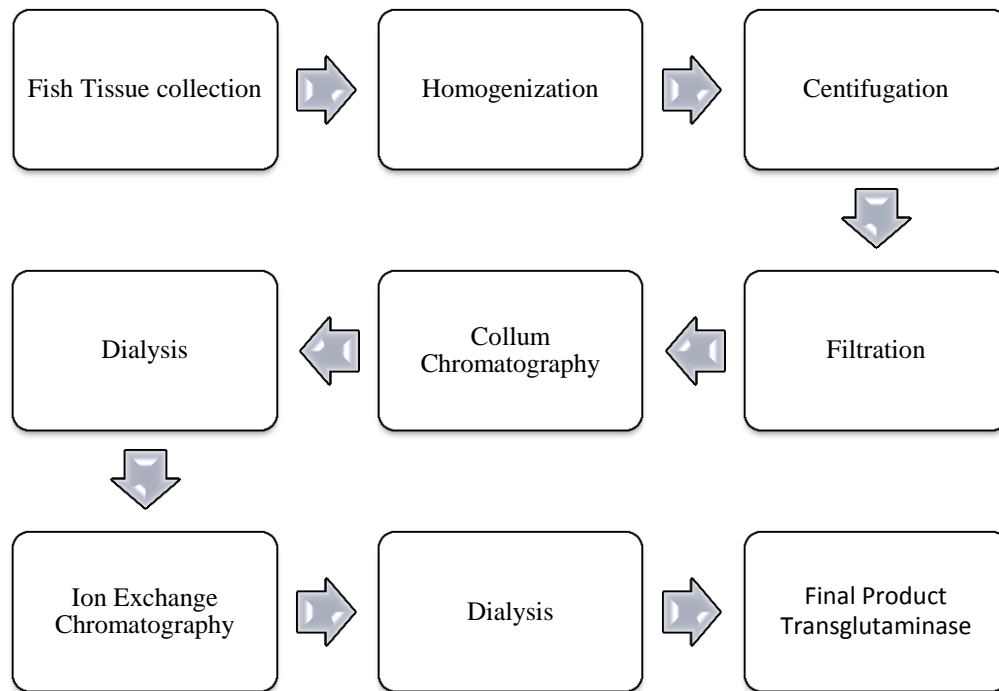 Fish Tissue collection
Homogenization
Centifugation
Filtration
Collum
Chromatography
Dialysis
Ion Exchange
Chromatography
Dialysis
Final Product
Transglutaminase